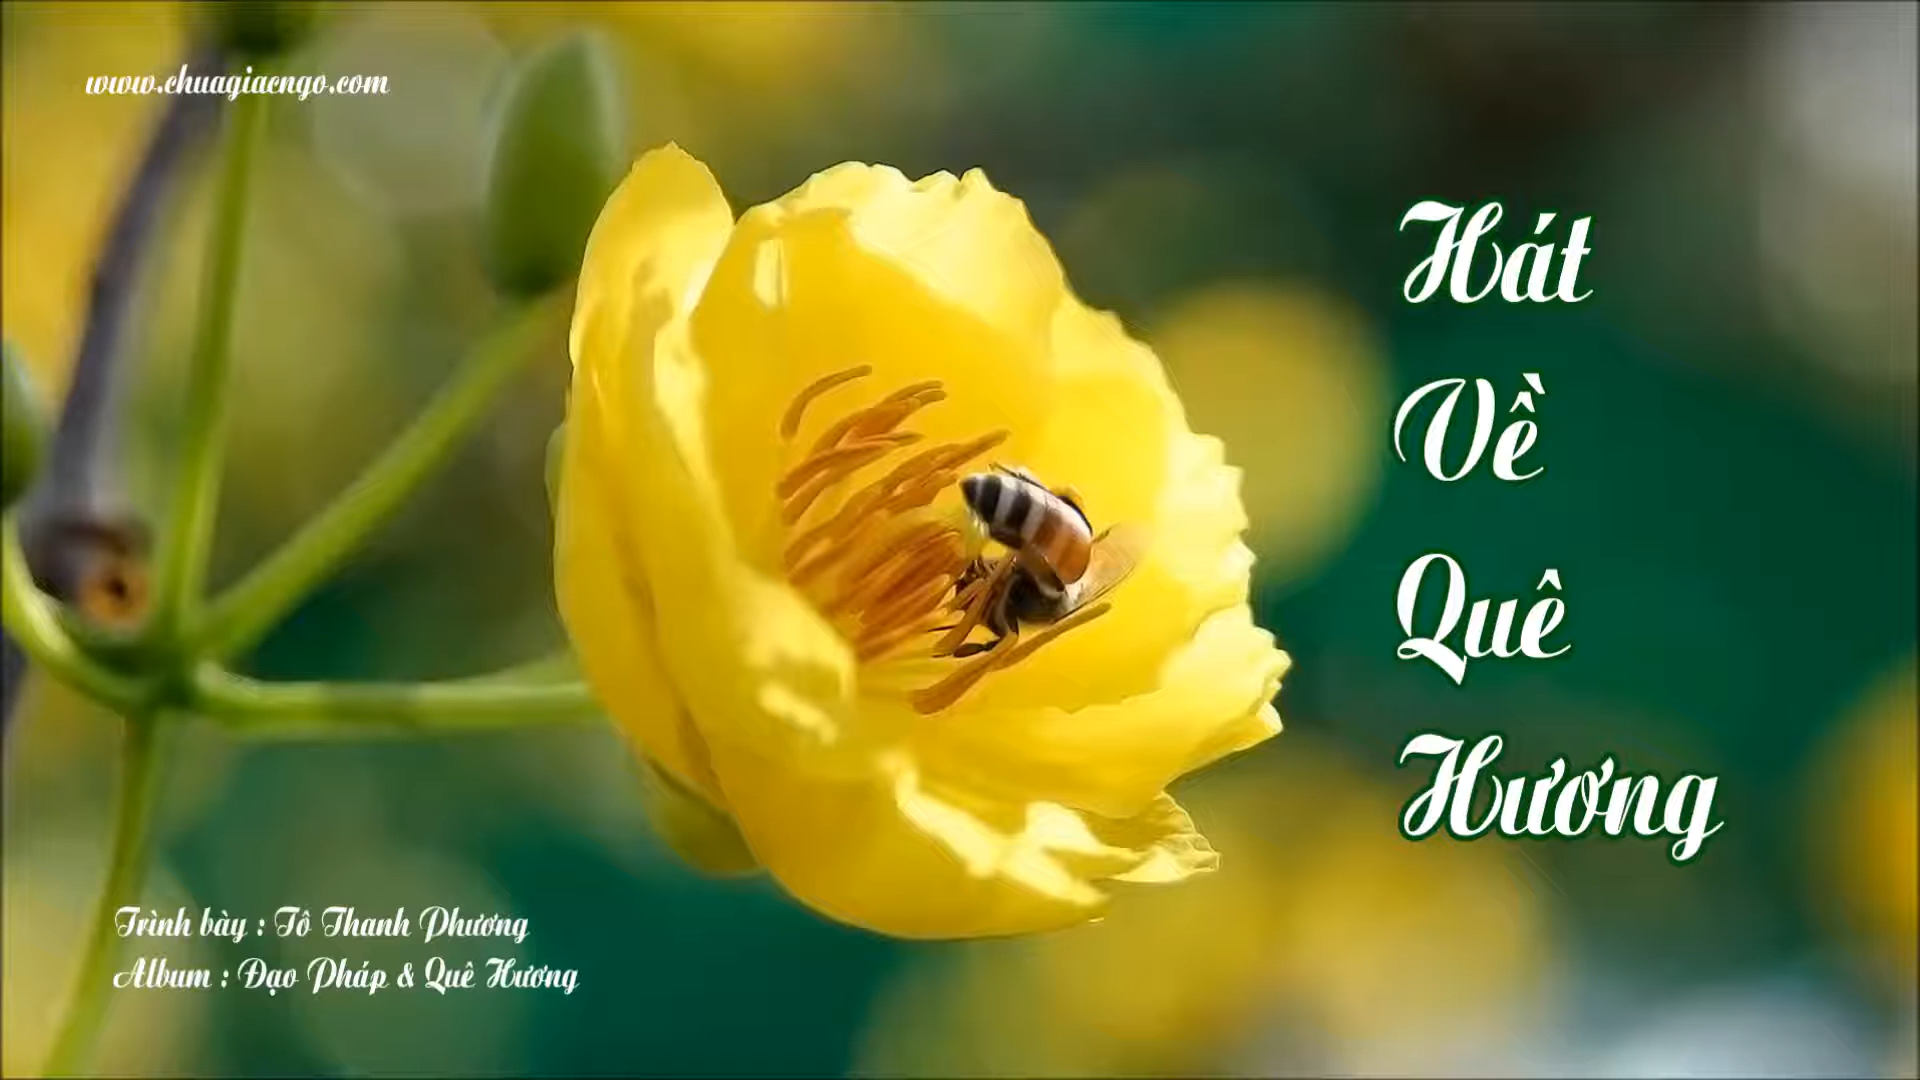 www.chuagiacngo.com
Hát
Về
Quê
Hương
Trình bày : Tô Thanh Phương
Album : Đạo Pháp & Quê Hương